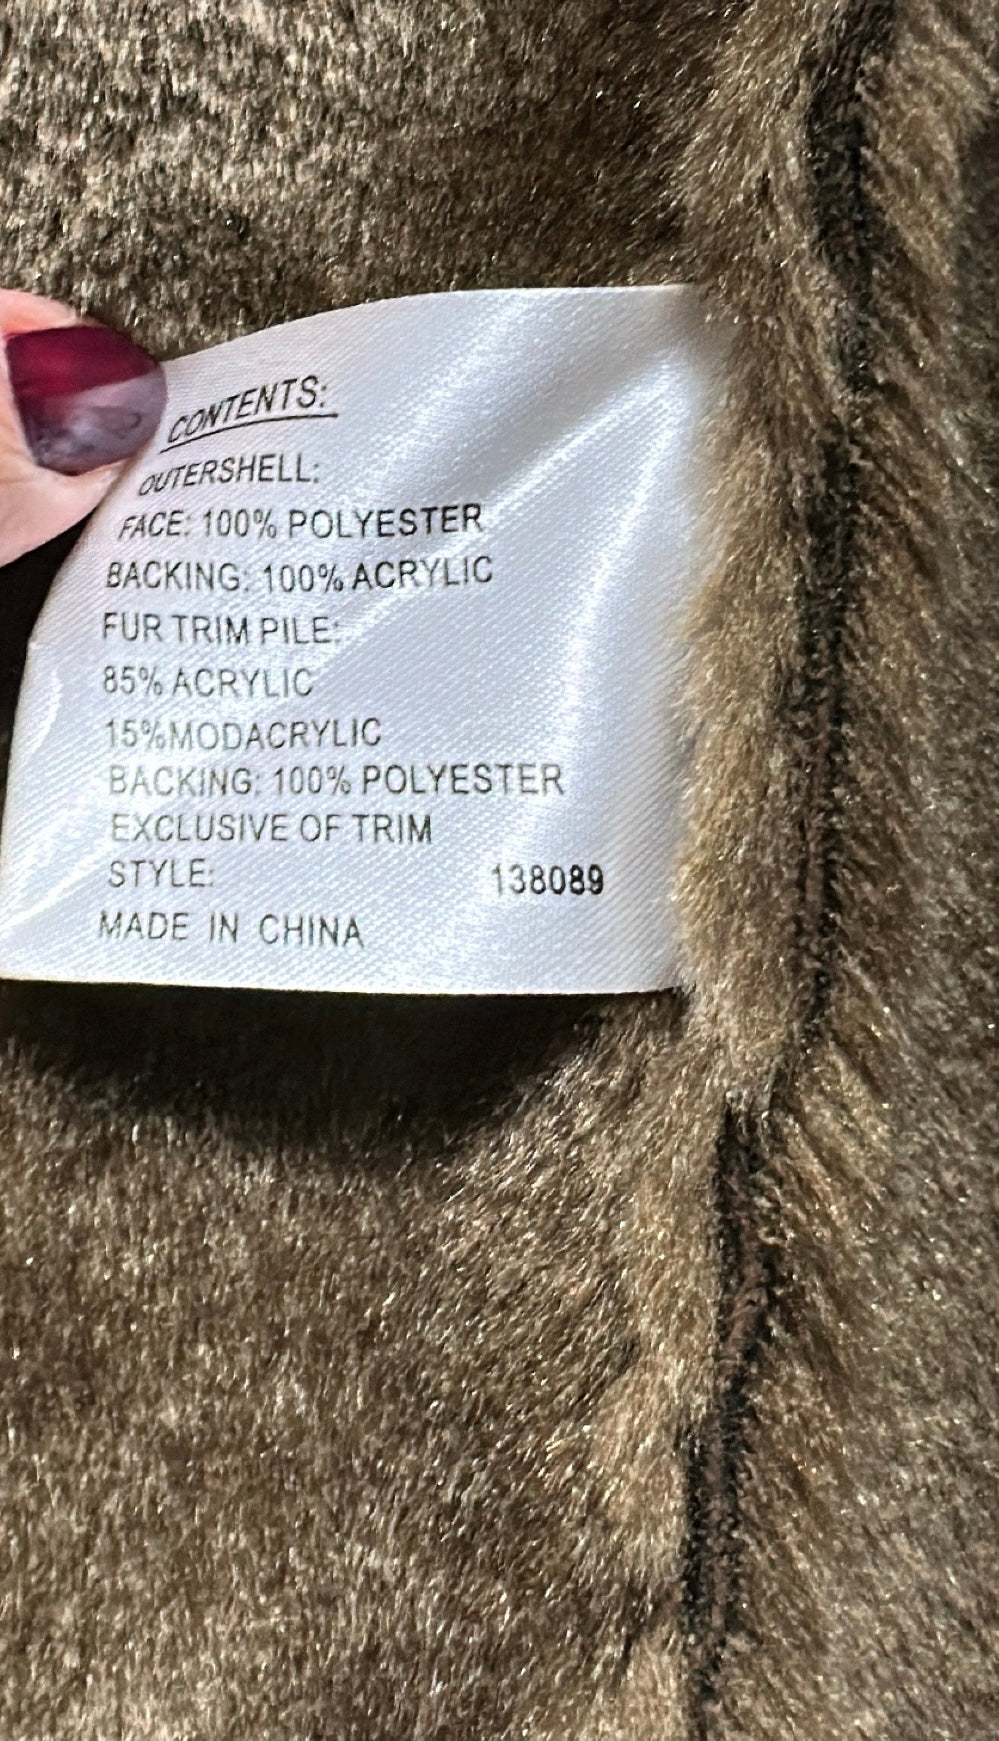 CONTENTS:
OUTERSHELL:
FACE: 100% POLYESTER
BACKING: 100% ACRYLIC
FUR TRIM PILE:
85% ACRYLIC
15%MODACRYLIC
BACKING: 100% POLYESTER
EXCLUSIVE OF TRIM
STYLE: 138089
MADE IN CHINA